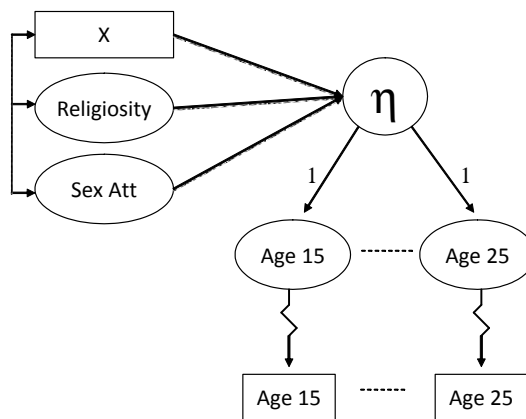 X
Religiosity
η
Sex Att
1 1
Age 15 Age 25
Age 15 Age 25